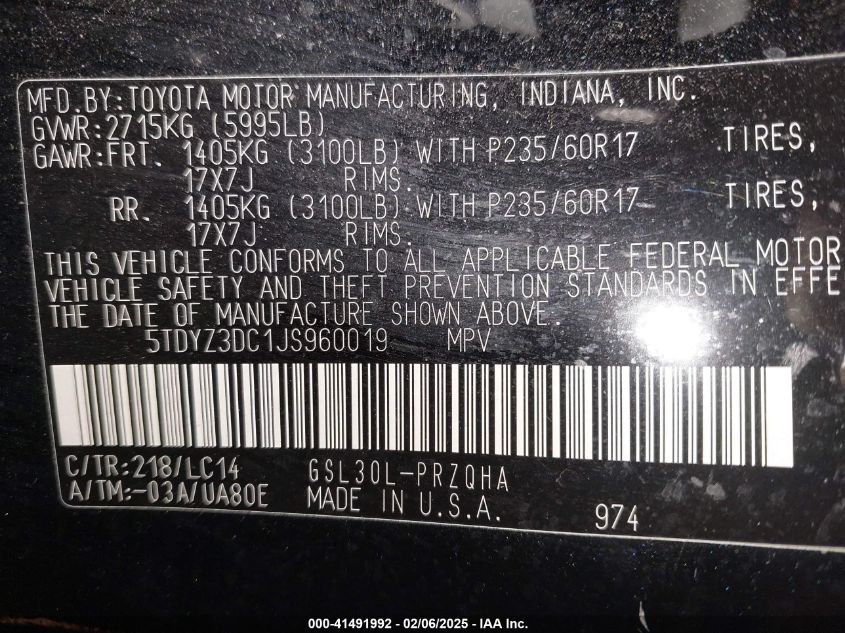 MFD.BY:TOYOTA MOTOR MANUFACTURING, INDIANA, INC.
GVWR:2715KG (5995LB)
GAWR:FRT. 1405KG (3100LB) WITH P235/60R17 TIRES,
17X7J RIMS.
RR. 1405KG (3100LB) WITH P235/60R17 TIRES,
17X7J RIMS.
THIS VEHICLE CONFORMS TO ALL APPLICABLE FEDERAL MOTOR
VEHICLE SAFETY AND THEFT PREVENTION STANDARDS IN EFFE
THE DATE OF MANUFACTURE SHOWN ABOVE.
5TDYZ3DC1JS960019 MPV
C/TR:218/LC14 GSL30L-PRZQHA
A/TM:-03A/UA80E MADE IN U.S.A. 974
000-41491992 - 02/06/2025 - IAA Inc.